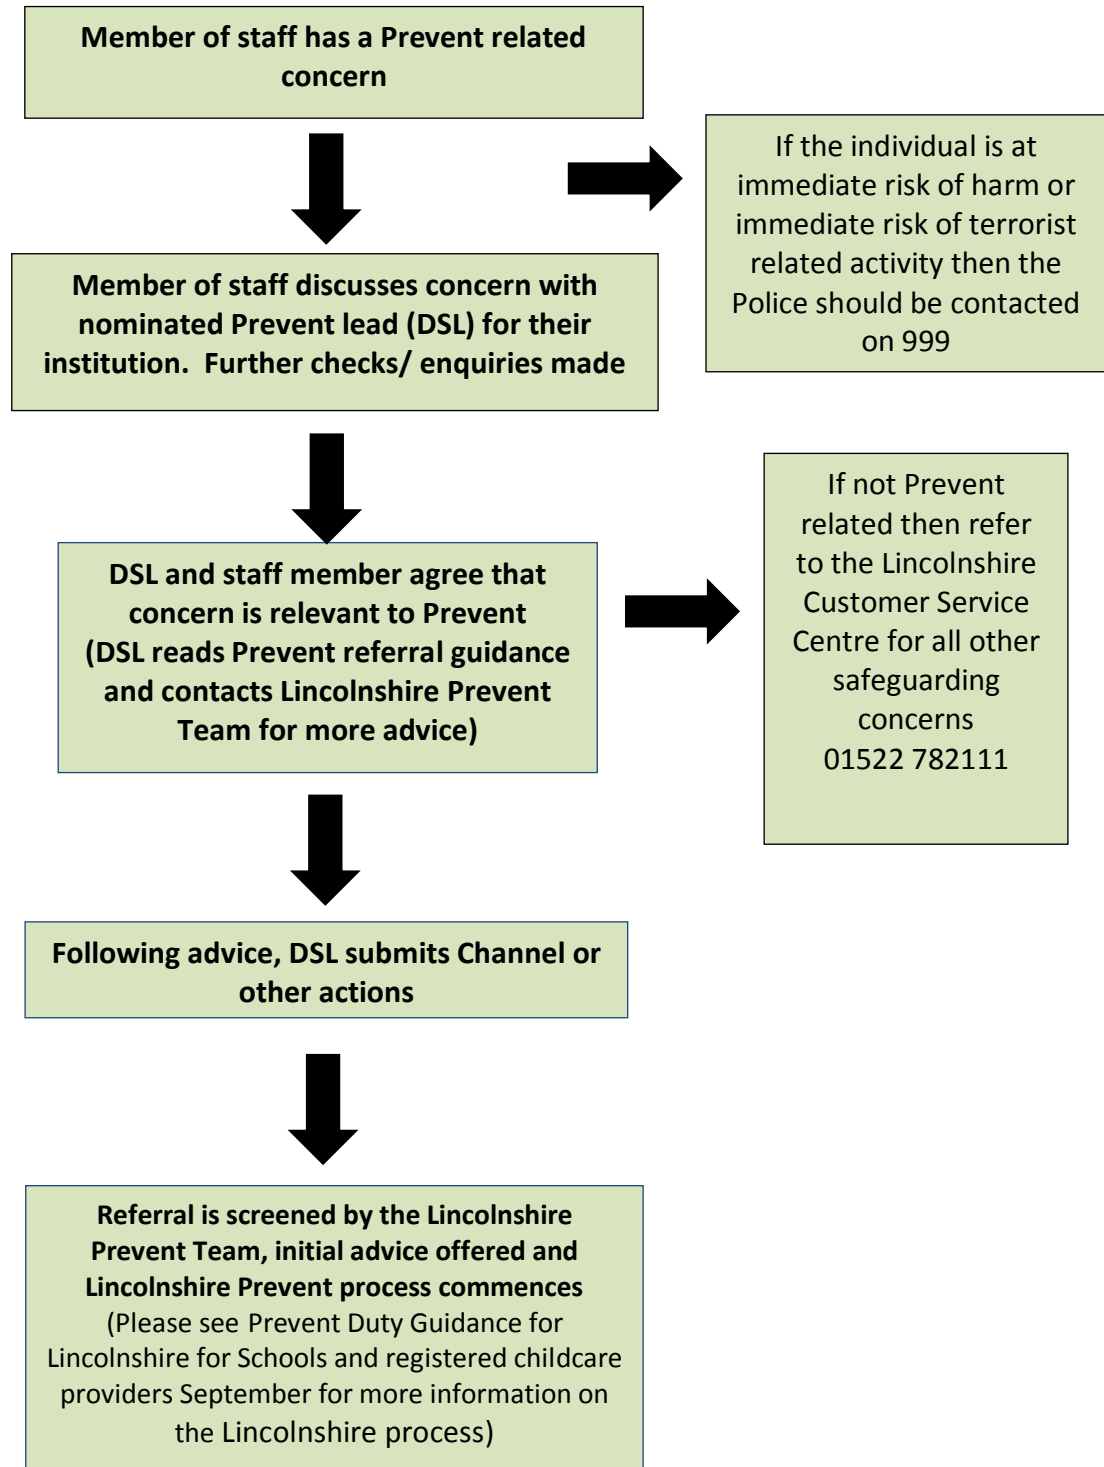 Member of staff has a Prevent related
concern
If the individual is at
immediate risk of harm or
immediate risk of terrorist
related activity then the
Police should be contacted
on 999
Member of staff discusses concern with
nominated Prevent lead (DSL) for their
institution.  Further checks/ enquiries made
If not Prevent
related then refer
to the Lincolnshire
Customer Service
Centre for all other
safeguarding
concerns
01522 782111
DSL and staff member agree that
concern is relevant to Prevent
(DSL reads Prevent referral guidance
and contacts Lincolnshire Prevent
Team for more advice)
Following advice, DSL submits Channel or
other actions
Referral is screened by the Lincolnshire
Prevent Team, initial advice offered and
Lincolnshire Prevent process commences
(Please see Prevent Duty Guidance for
Lincolnshire for Schools and registered childcare
providers September for more information on
the Lincolnshire process)